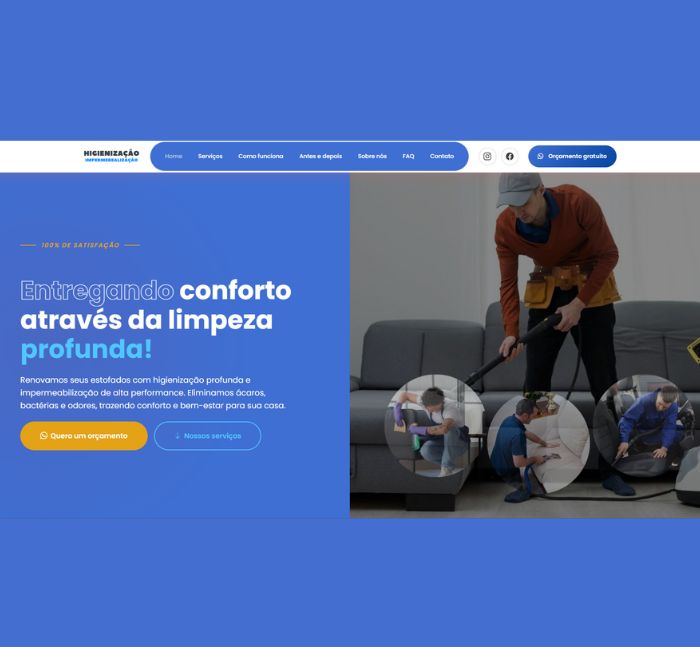 HIGIENIZAÇÃO
IMPERMEABILIZAÇÃO
Home Serviços Como funciona Antes e depois Sobre nós FAQ Contato
Orçamento gratuito
100% DE SATISFAÇÃO
Entregando conforto
através da limpeza
profunda!
Renovamos seus estofados com higienização profunda e
impermeabilização de alta performance. Eliminamos ácaros,
bactérias e odores, trazendo conforto e bem-estar para sua casa.
Quero um orçamento
Nossos serviços